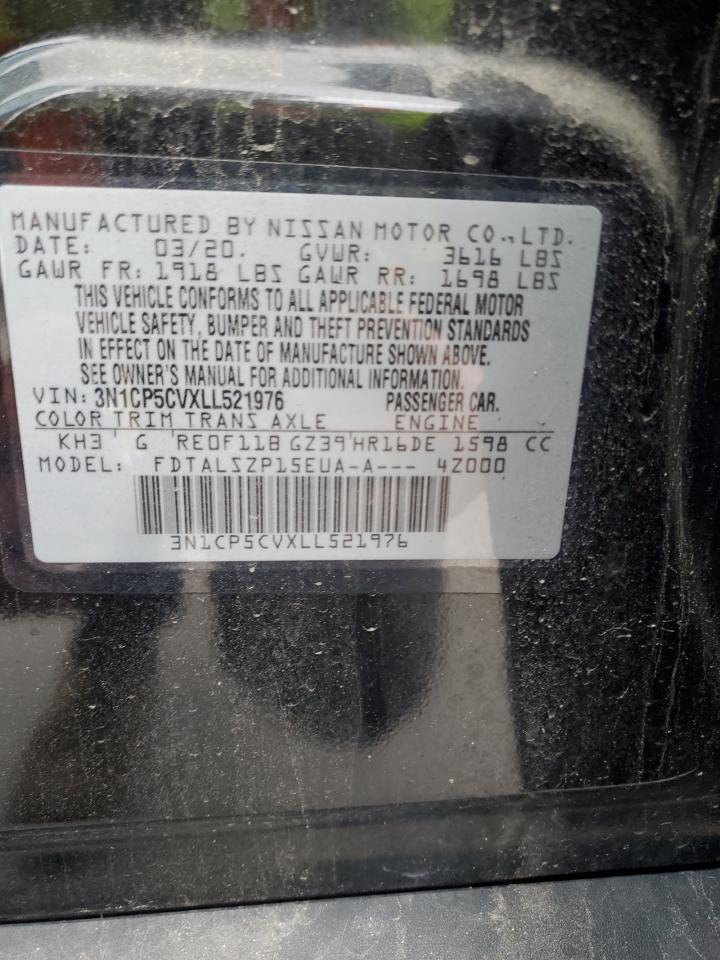 MANUFACTURED BY NISSAN MOTOR CO.,LTD.
DATE: 03/20. GVWR: 3616 LBS
GAWR FR: 1918 LBS GAWR RR: 1698 LBS
THIS VEHICLE CONFORMS TO ALL APPLICABLE FEDERAL MOTOR
VEHICLE SAFETY, BUMPER AND THEFT PREVENTION STANDARDS
IN EFFECT ON THE DATE OF MANUFACTURE SHOWN ABOVE.
SEE OWNER'S MANUAL FOR ADDITIONAL INFORMATION.
VIN: 3N1CP5CVXLL521976 PASSENGER CAR.
COLOR TRIM TRANS AXLE ENGINE
KH3 G RE0F11B GZ39 HR16DE 1598 CC
MODEL: FDTALSZP15EUA-A--- 4Z000
3N1CP5CVXLL521976